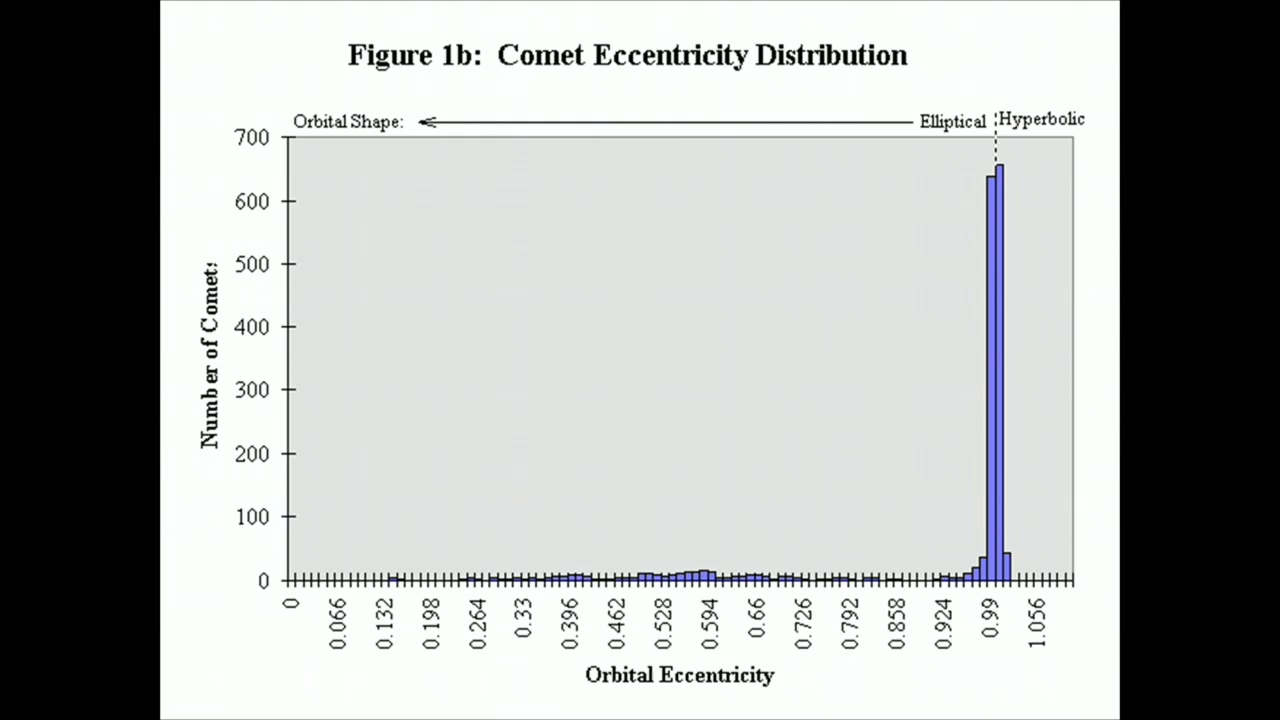 Figure 1b: Comet Eccentricity Distribution
Orbital Shape: Elliptical Hyperbolic
700
600
500
400
300
200
100
0
Number of Comets
0 0.066 0.132 0.198 0.264 0.33 0.396 0.462 0.528 0.594 0.66 0.726 0.792 0.858 0.924 0.99 1.056
Orbital Eccentricity